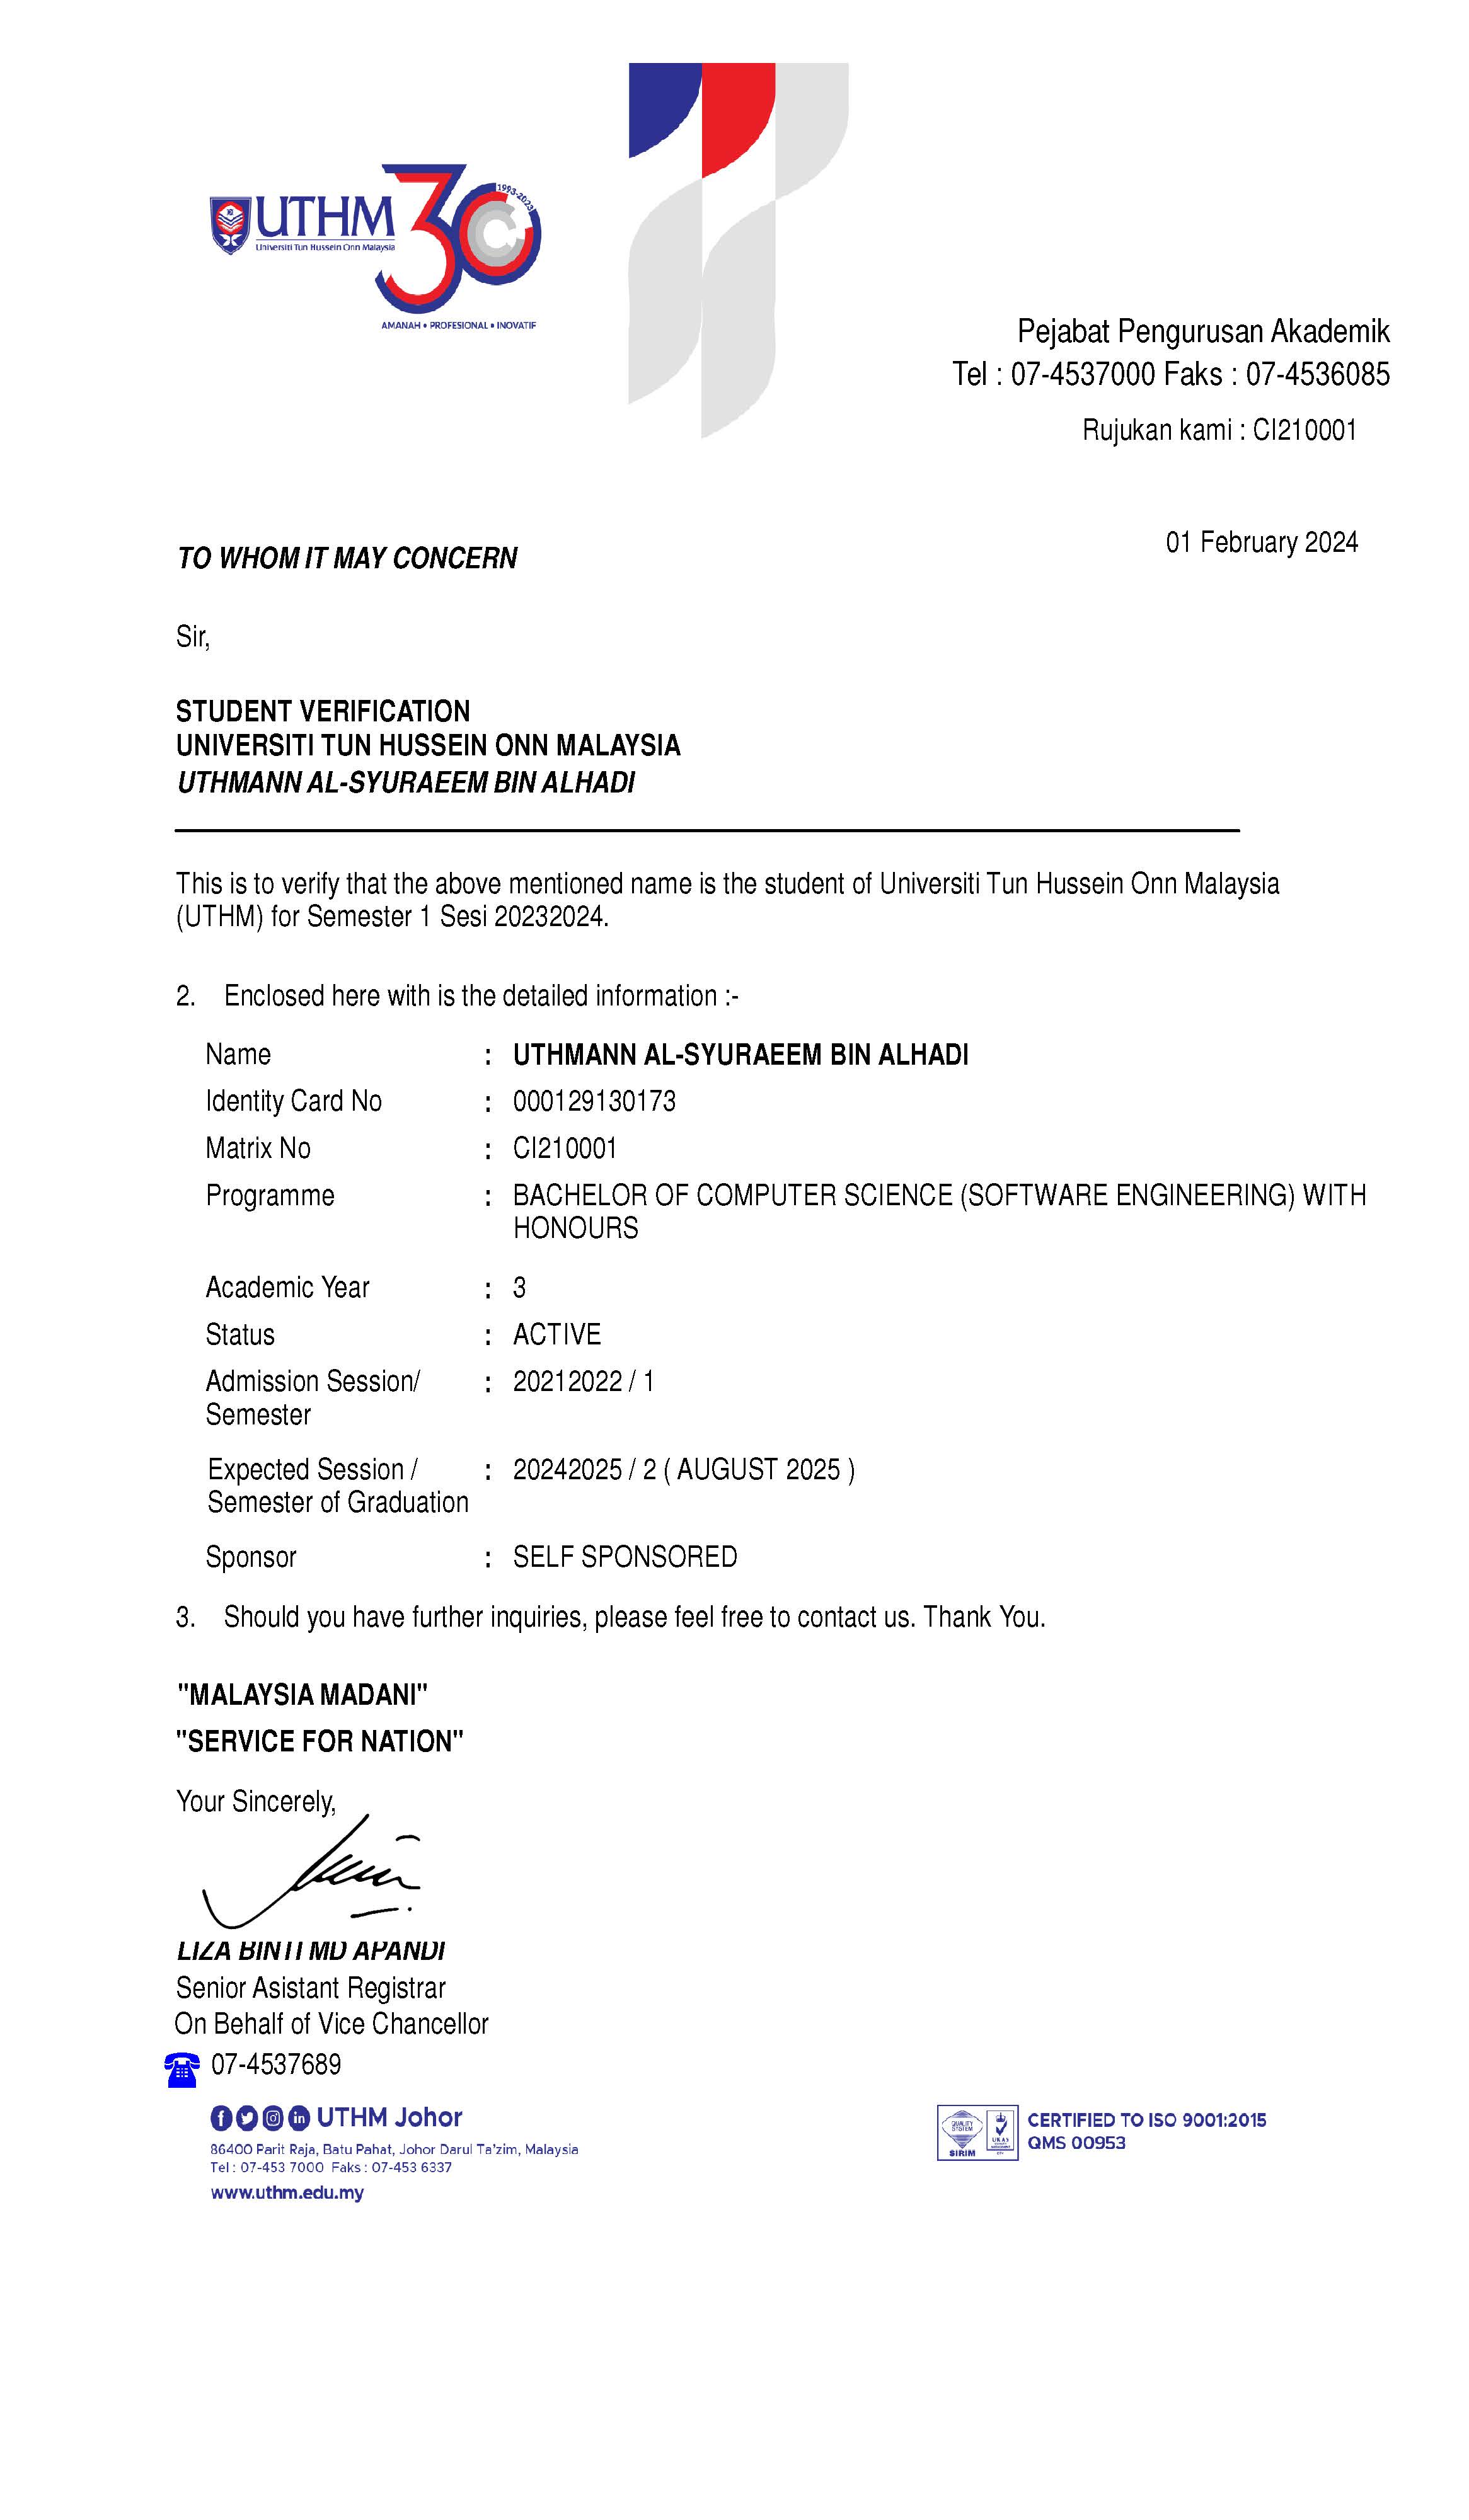 UTHM
Universiti Tun Hussein Onn Malaysia
30
1993-2023
AMANAH • PROFESIONAL • INOVATIF
Pejabat Pengurusan Akademik
Tel : 07-4537000 Faks : 07-4536085
Rujukan kami : CI210001
01 February 2024
TO WHOM IT MAY CONCERN
Sir,
STUDENT VERIFICATION
UNIVERSITI TUN HUSSEIN ONN MALAYSIA
UTHMANN AL-SYURAEEM BIN ALHADI
This is to verify that the above mentioned name is the student of Universiti Tun Hussein Onn Malaysia
(UTHM) for Semester 1 Sesi 20232024.
2. Enclosed here with is the detailed information :-
Name : UTHMANN AL-SYURAEEM BIN ALHADI
Identity Card No : 000129130173
Matrix No : CI210001
Programme : BACHELOR OF COMPUTER SCIENCE (SOFTWARE ENGINEERING) WITH
HONOURS
Academic Year : 3
Status : ACTIVE
Admission Session/ : 20212022 / 1
Semester
Expected Session / : 20242025 / 2 ( AUGUST 2025 )
Semester of Graduation
Sponsor : SELF SPONSORED
3. Should you have further inquiries, please feel free to contact us. Thank You.
"MALAYSIA MADANI"
"SERVICE FOR NATION"
Your Sincerely,
LIZA BINTI MD APANDI
Senior Asistant Registrar
On Behalf of Vice Chancellor
07-4537689
UTHM Johor
86400 Parit Raja, Batu Pahat, Johor Darul Ta'zim, Malaysia
Tel : 07-453 7000 Faks : 07-453 6337
www.uthm.edu.my
QUALITY
SYSTEM
SIRIM
UKAS
CERTIFIED TO ISO 9001:2015
QMS 00953